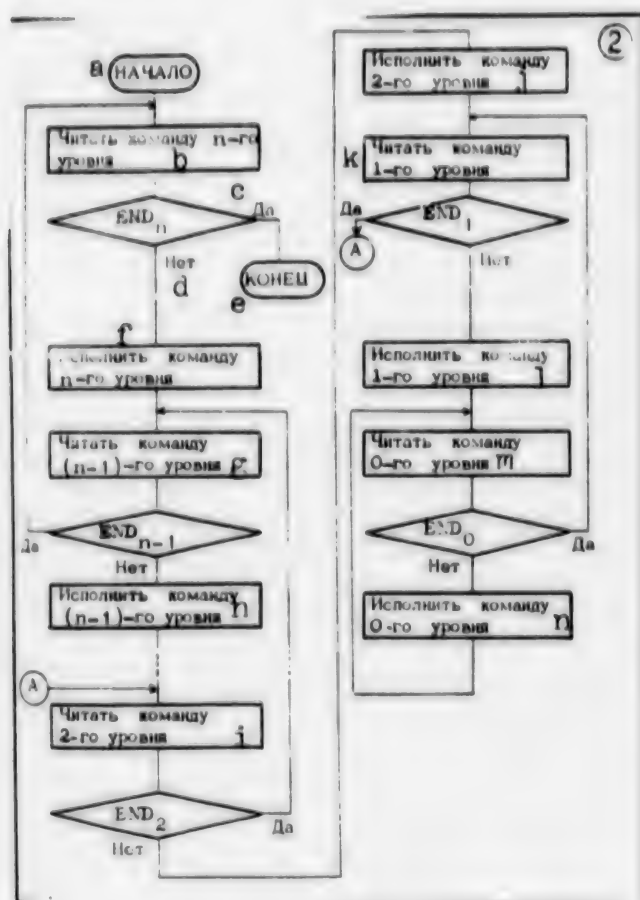 a НАЧАЛО
Читать команду n-го
уровня b
c
END n
Да
Нет
d
КОНЕЦ
e
f
Исполнить команду
n-го уровня
Читать команду
(n-1)-го уровня g
END n-1
Да
Нет
Исполнить команду
(n-1)-го уровня h
A
Читать команду
2-го уровня i
END 2
Да
Нет
2
Исполнить команду
2-го уровня j
k
Читать команду
1-го уровня
Да
END 1
A
Нет
Исполнить команду
1-го уровня l
Читать команду
0-го уровня m
END 0
Да
Нет
Исполнить команду
0-го уровня n